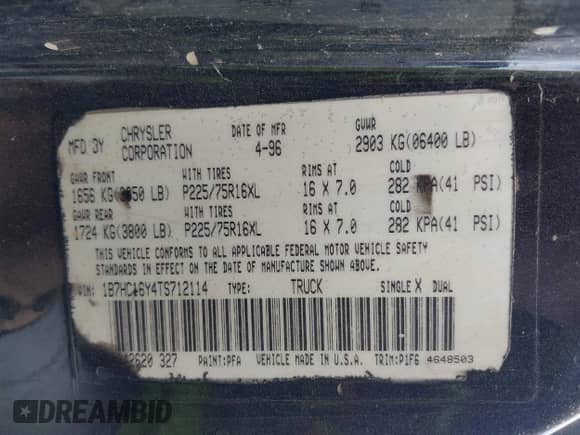 MFD BY CHRYSLER CORPORATION DATE OF MFR 4-96 GVWR 2903 KG(06400 LB)
GAWR FRONT WITH TIRES RIMS AT COLD
1656 KG( LB) P225/75R16XL 16 X 7.0 282 KPA(41 PSI)
GAWR REAR WITH TIRES RIMS AT COLD
1724 KG(3800 LB) P225/75R16XL 16 X 7.0 282 KPA(41 PSI)
THIS VEHICLE CONFORMS TO ALL APPLICABLE FEDERAL MOTOR VEHICLE SAFETY
STANDARDS IN EFFECT ON THE DATE OF MANUFACTURE SHOWN ABOVE.
VIN: 1B7HC16Y4TS712114 TYPE: TRUCK SINGLE X DUAL
327 PAINT:PFA VEHICLE MADE IN U.S.A. TRIM:P1F6 4648503
DREAMBID